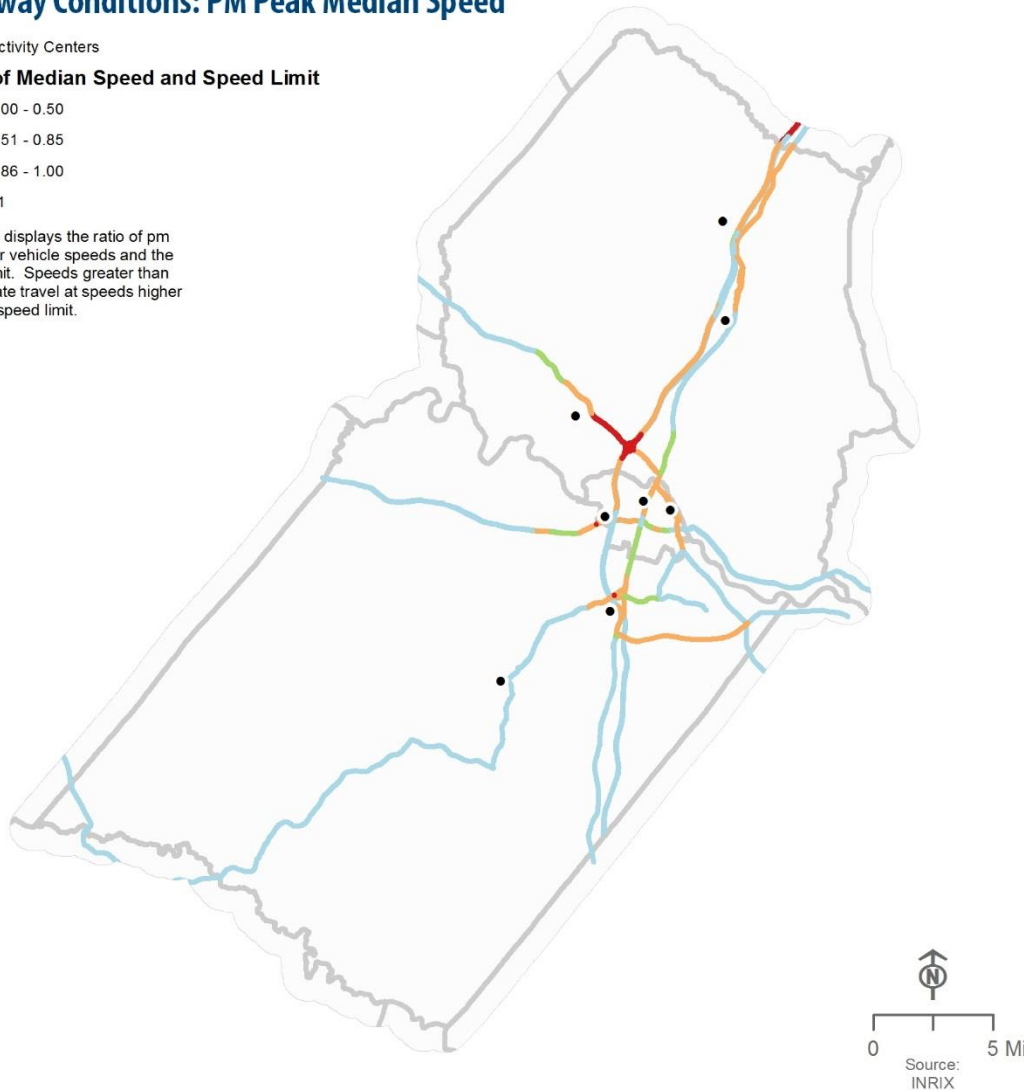 way Conditions: PM Peak Median Speed
ctivity Centers
of Median Speed and Speed Limit
00 - 0.50
51 - 0.85
86 - 1.00
1
displays the ratio of pm
r vehicle speeds and the
nit. Speeds greater than
ate travel at speeds higher
speed limit.
N
0 5 Mi
Source:
INRIX